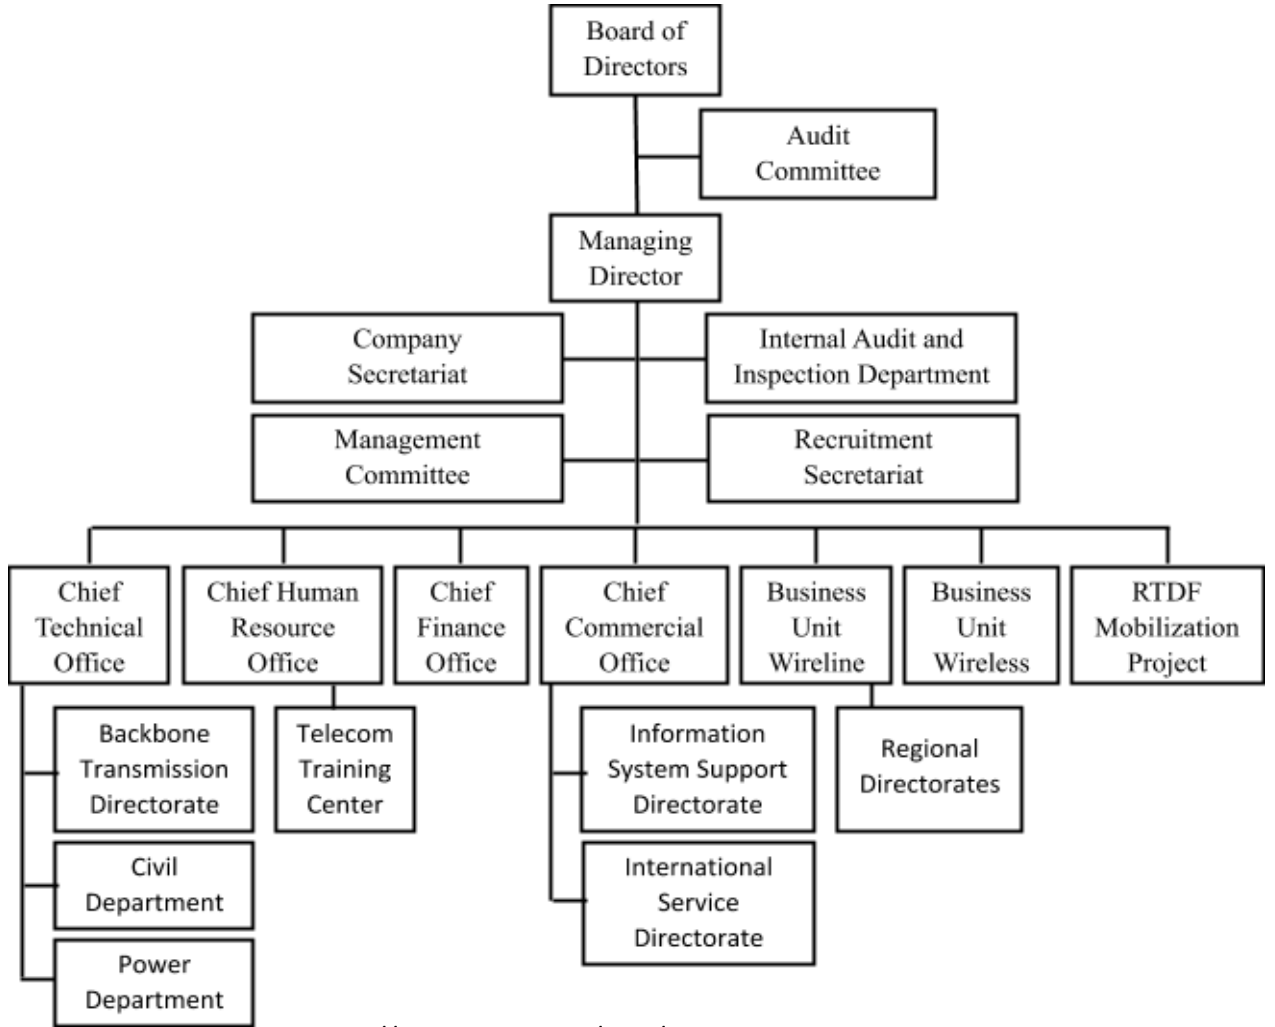 Board of
Directors
Audit
Committee
Managing
Director
Company
Secretariat
Internal Audit and
Inspection Department
Management
Committee
Recruitment
Secretariat
Chief
Technical
Office
Chief Human
Resource
Office
Chief
Finance
Office
Chief
Commercial
Office
Business
Unit
Wireline
Business
Unit
Wireless
RTDF
Mobilization
Project
Backbone
Transmission
Directorate
Telecom
Training
Center
Information
System Support
Directorate
Regional
Directorates
Civil
Department
International
Service
Directorate
Power
Department